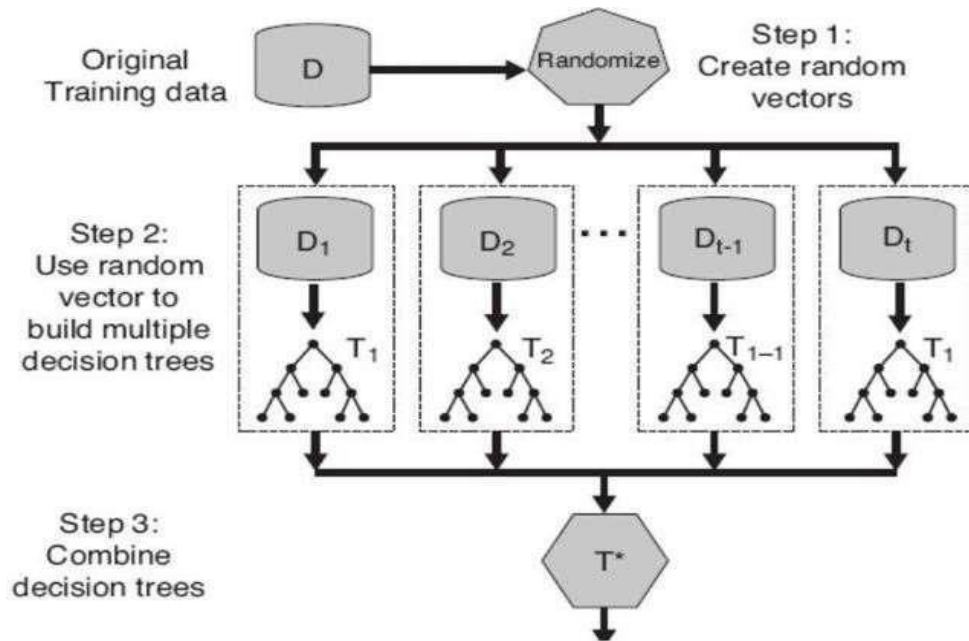 Original
Training data
D
Randomize
Step 1:
Create random
vectors
Step 2:
Use random
vector to
build multiple
decision trees
D1
D2
...
Dt-1
Dt
T1
T2
T1–1
T1
Step 3:
Combine
decision trees
T*